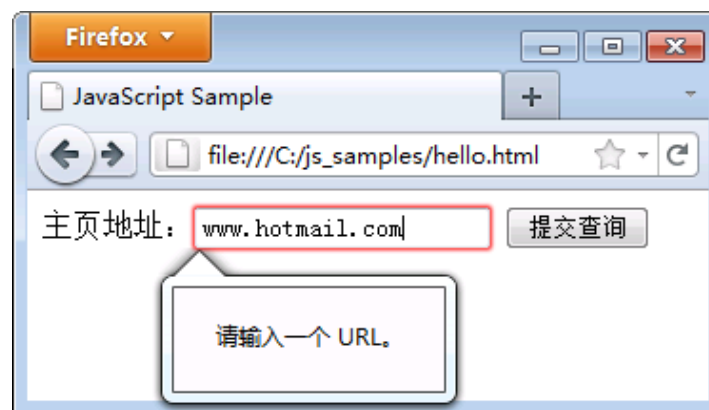 Firefox
JavaScript Sample
file:///C:/js_samples/hello.html
主页地址：www.hotmail.com 提交查询
请输入一个 URL。